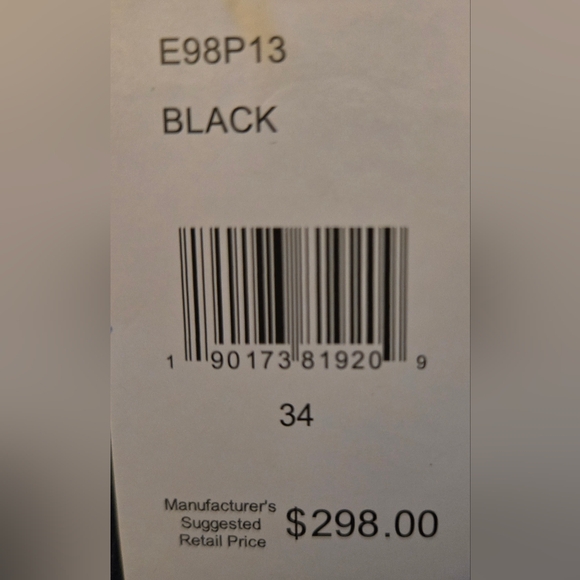 E98P13
BLACK
1 90173 81920 9
34
Manufacturer's
Suggested
Retail Price
$298.00